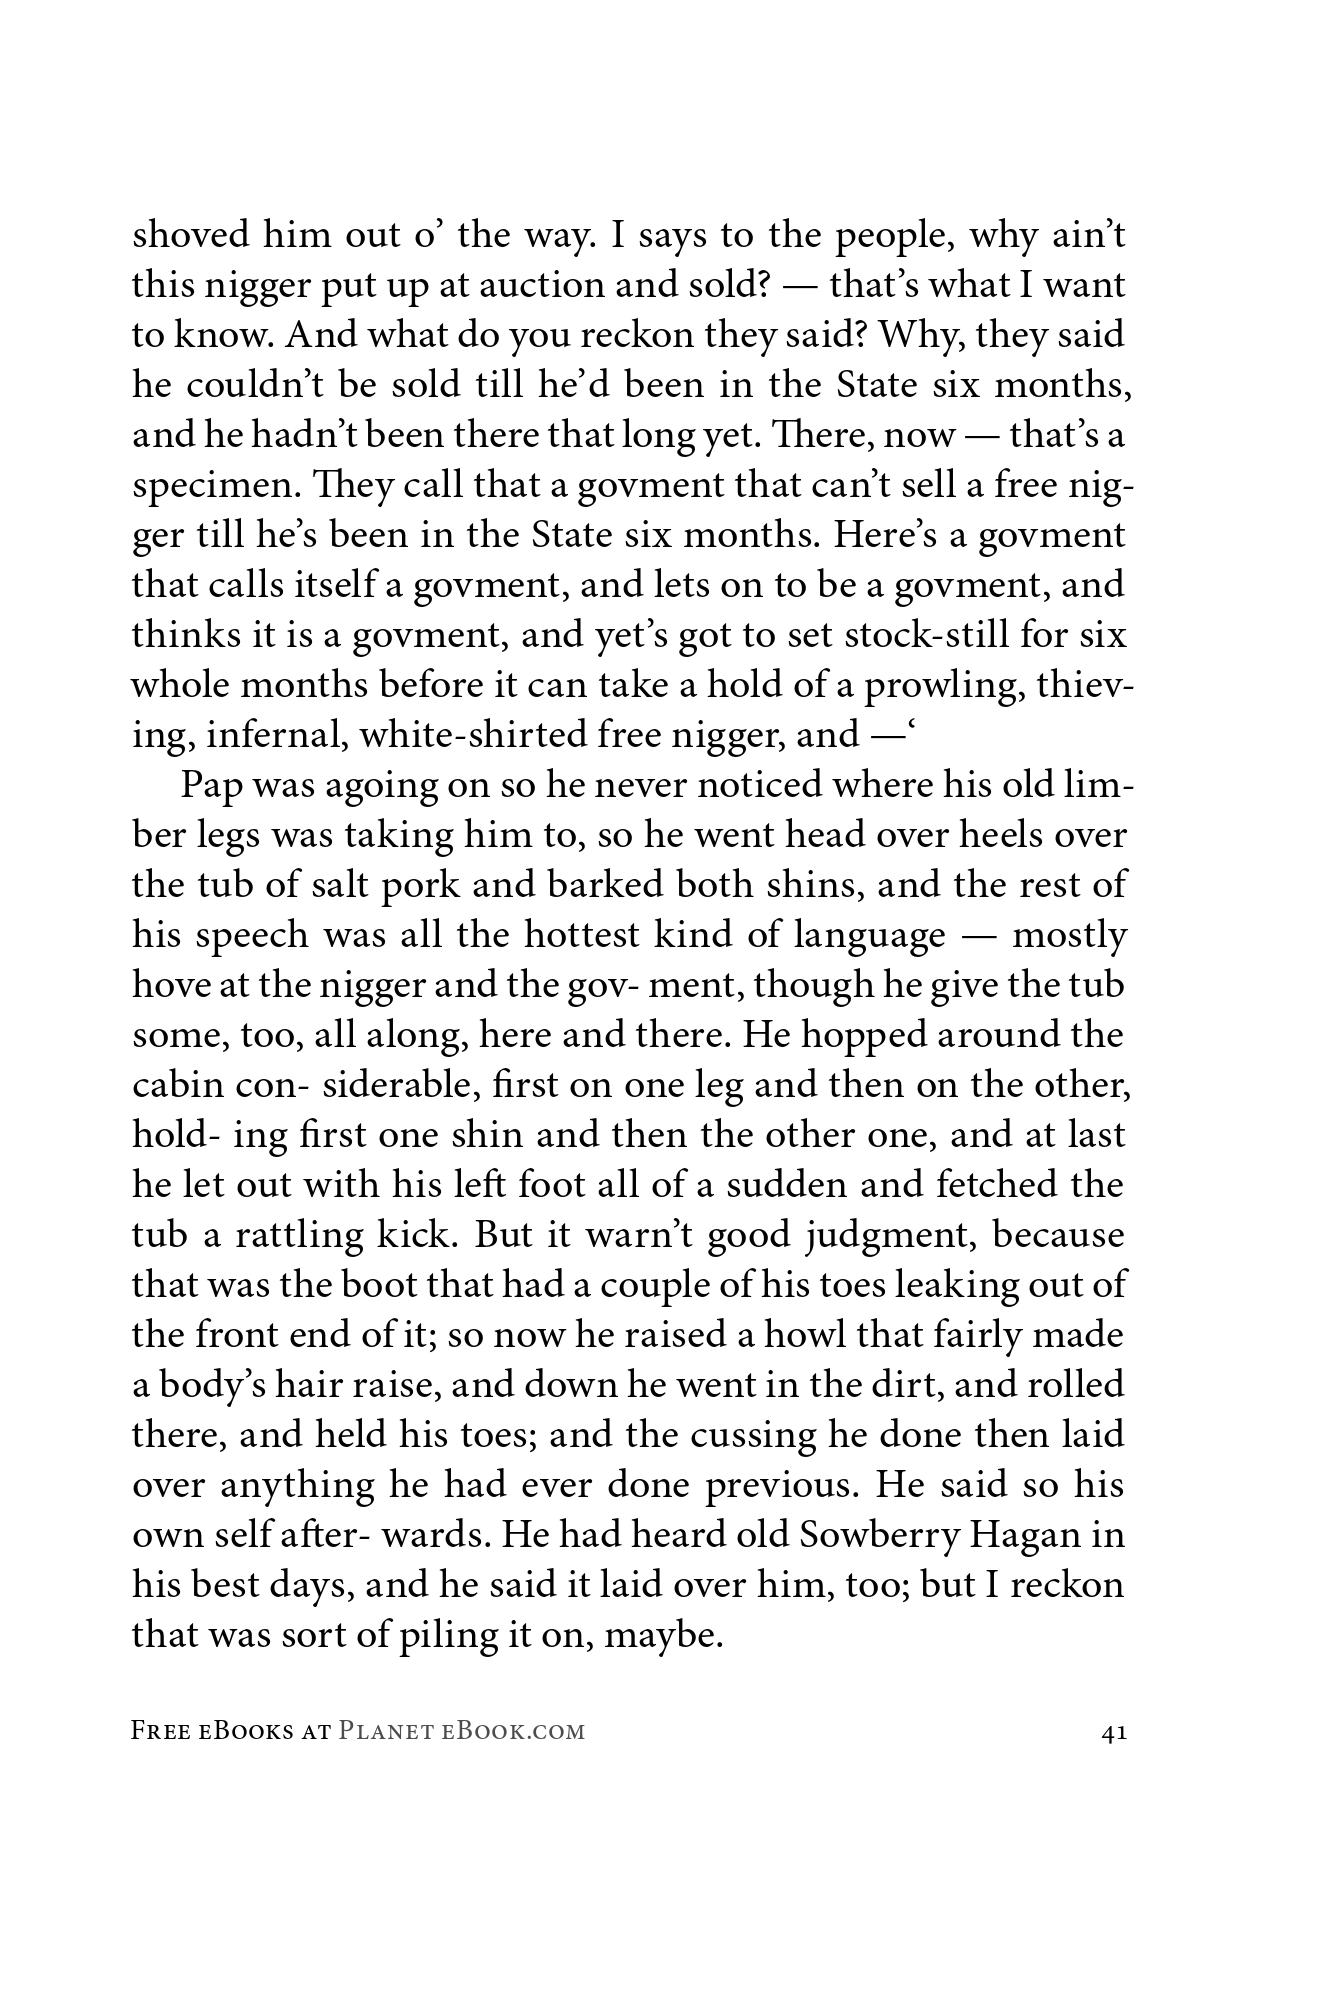 shoved him out o’ the way. I says to the people, why ain’t
this nigger put up at auction and sold? — that’s what I want
to know. And what do you reckon they said? Why, they said
he couldn’t be sold till he’d been in the State six months,
and he hadn’t been there that long yet. There, now — that’s a
specimen. They call that a govment that can’t sell a free nig-
ger till he’s been in the State six months. Here’s a govment
that calls itself a govment, and lets on to be a govment, and
thinks it is a govment, and yet’s got to set stock-still for six
whole months before it can take a hold of a prowling, thiev-
ing, infernal, white-shirted free nigger, and —‘
Pap was agoing on so he never noticed where his old lim-
ber legs was taking him to, so he went head over heels over
the tub of salt pork and barked both shins, and the rest of
his speech was all the hottest kind of language — mostly
hove at the nigger and the gov- ment, though he give the tub
some, too, all along, here and there. He hopped around the
cabin con- siderable, first on one leg and then on the other,
hold- ing first one shin and then the other one, and at last
he let out with his left foot all of a sudden and fetched the
tub a rattling kick. But it warn’t good judgment, because
that was the boot that had a couple of his toes leaking out of
the front end of it; so now he raised a howl that fairly made
a body’s hair raise, and down he went in the dirt, and rolled
there, and held his toes; and the cussing he done then laid
over anything he had ever done previous. He said so his
own self after- wards. He had heard old Sowberry Hagan in
his best days, and he said it laid over him, too; but I reckon
that was sort of piling it on, maybe.
Free eBooks at Planet eBook.com 41